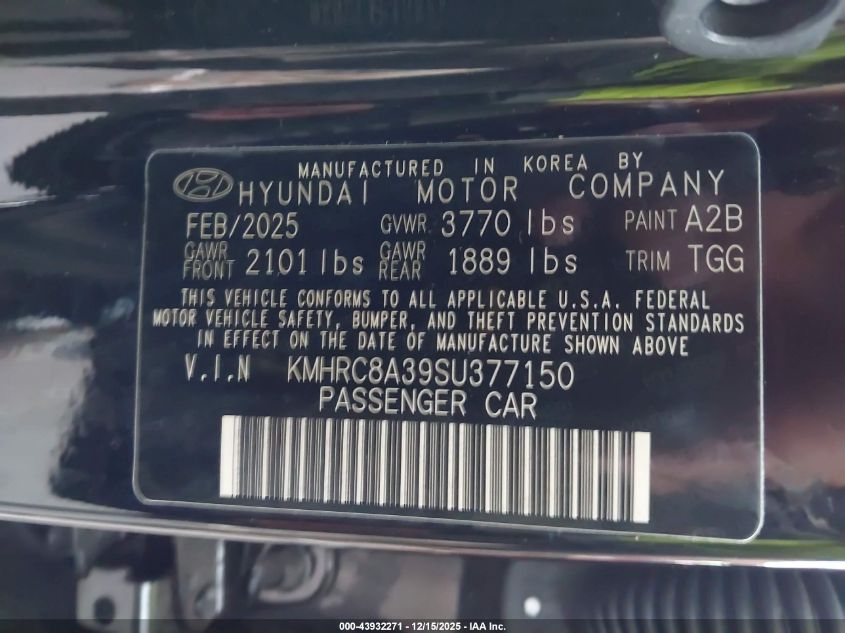 MANUFACTURED IN KOREA BY
HYUNDAI MOTOR COMPANY
FEB/2025 GVWR 3770 lbs PAINT A2B
GAWR FRONT 2101 lbs GAWR REAR 1889 lbs TRIM TGG
THIS VEHICLE CONFORMS TO ALL APPLICABLE U.S.A. FEDERAL
MOTOR VEHICLE SAFETY, BUMPER, AND THEFT PREVENTION STANDARDS
IN EFFECT ON THE DATE OF MANUFACTURE SHOWN ABOVE
V.I.N KMHRC8A39SU377150
PASSENGER CAR
000-43932271 - 12/15/2025 - IAA Inc.